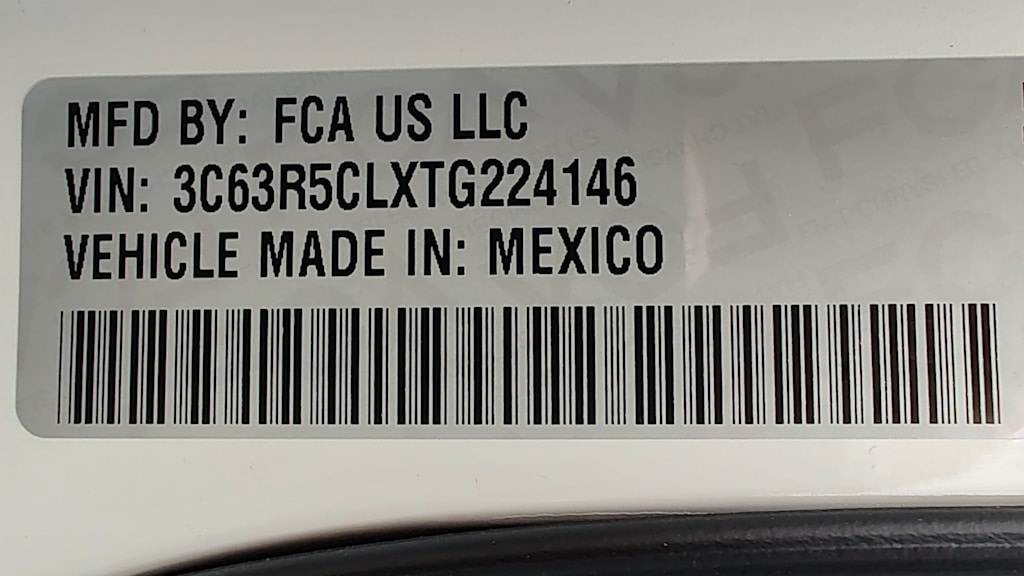 MFD BY: FCA US LLC
VIN: 3C63R5CLXTG224146
VEHICLE MADE IN: MEXICO